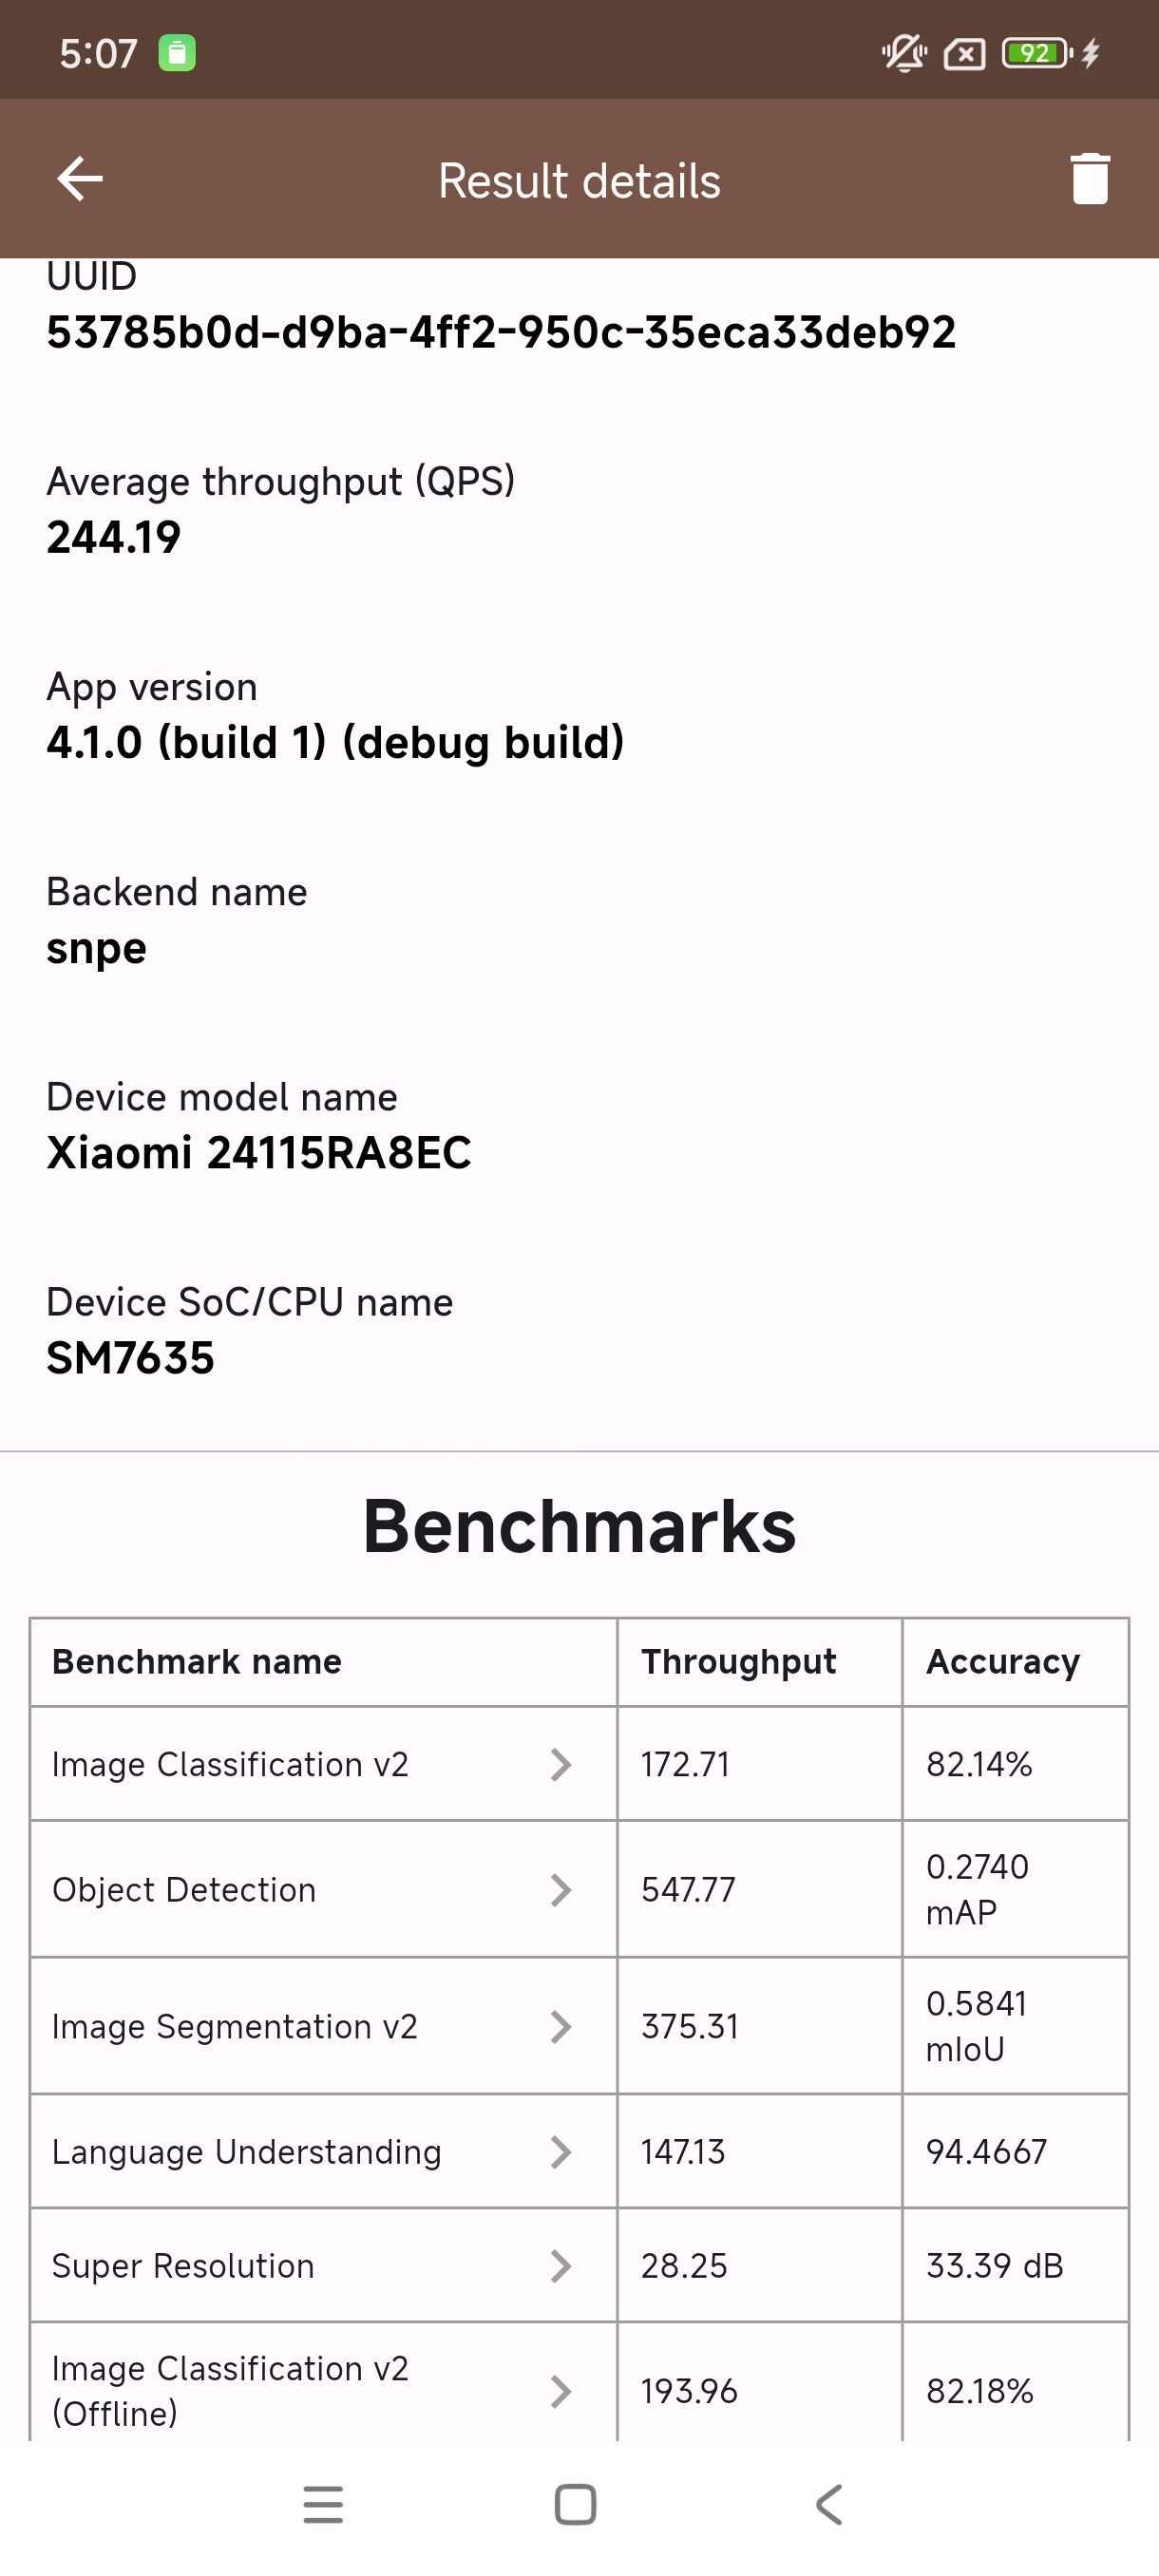 5:07
92
Result details
UUID
53785b0d-d9ba-4ff2-950c-35eca33deb92
Average throughput (QPS)
244.19
App version
4.1.0 (build 1) (debug build)
Backend name
snpe
Device model name
Xiaomi 24115RA8EC
Device SoC/CPU name
SM7635
Benchmarks
Benchmark name Throughput Accuracy
Image Classification v2 172.71 82.14%
Object Detection 547.77 0.2740
mAP
Image Segmentation v2 375.31 0.5841
mIoU
Language Understanding 147.13 94.4667
Super Resolution 28.25 33.39 dB
Image Classification v2
(Offline) 193.96 82.18%